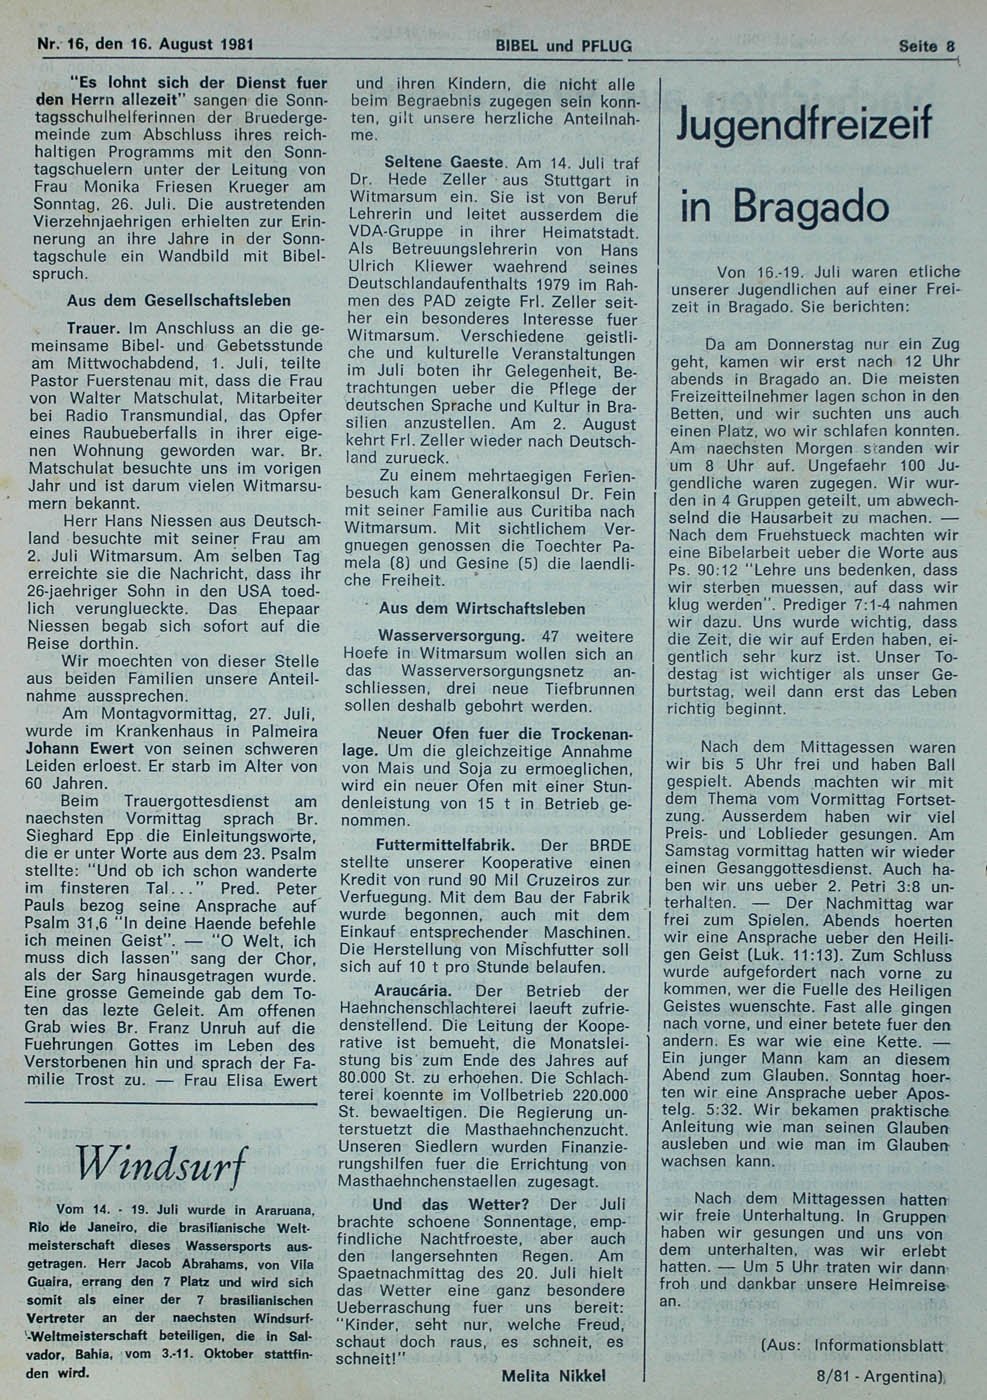 Nr. 16, den 16. August 1981
BIBEL und PFLUG
Seite 8
"Es lohnt sich der Dienst fuer
den Herrn allezeit" sangen die Sonn-
tagsschulhelferinnen der Bruederge-
meinde zum Abschluss ihres reich-
haltigen Programms mit den Sonn-
tagschuelern unter der Leitung von
Frau Monika Friesen Krueger am
Sonntag, 26. Juli. Die austretenden
Vierzehnjaehrigen erhielten zur Erin-
nerung an ihre Jahre in der Sonn-
tagschule ein Wandbild mit Bibel-
spruch.
Aus dem Gesellschaftsleben
Trauer. Im Anschluss an die ge-
meinsame Bibel- und Gebetsstunde
am Mittwochabend, 1. Juli, teilte
Pastor Fuerstenau mit, dass die Frau
von Walter Matschulat, Mitarbeiter
bei Radio Transmundial, das Opfer
eines Raubueberfalls in ihrer eige-
nen Wohnung geworden war. Br.
Matschulat besuchte uns im vorigen
Jahr und ist darum vielen Witmarsu-
mern bekannt.
Herr Hans Niessen aus Deutsch-
land besuchte mit seiner Frau am
2. Juli Witmarsum. Am selben Tag
erreichte sie die Nachricht, dass ihr
26-jaehriger Sohn in den USA toed-
lich verunglueckte. Das Ehepaar
Niessen begab sich sofort auf die
Reise dorthin.
Wir moechten von dieser Stelle
aus beiden Familien unsere Anteil-
nahme aussprechen.
Am Montagvormittag, 27. Juli,
wurde im Krankenhaus in Palmeira
Johann Ewert von seinen schweren
Leiden erloest. Er starb im Alter von
60 Jahren.
Beim Trauergottesdienst am
naechsten Vormittag sprach Br.
Sieghard Epp die Einleitungsworte,
die er unter Worte aus dem 23. Psalm
stellte: "Und ob ich schon wanderte
im finsteren Tal..." Pred. Peter
Pauls bezog seine Ansprache auf
Psalm 31,6 "In deine Haende befehle
ich meinen Geist". — "O Welt, ich
muss dich lassen" sang der Chor,
als der Sarg hinausgetragen wurde.
Eine grosse Gemeinde gab dem To-
ten das lezte Geleit. Am offenen
Grab wies Br. Franz Unruh auf die
Fuehrungen Gottes im Leben des
Verstorbenen hin und sprach der Fa-
milie Trost zu. — Frau Elisa Ewert
Windsurf
Vom 14. - 19. Juli wurde in Araruana,
Rio de Janeiro, die brasilianische Welt-
meisterschaft dieses Wassersports aus-
getragen. Herr Jacob Abrahams, von Vila
Guaira, errang den 7 Platz und wird sich
somit als einer der 7 brasilianischen
Vertreter an der naechsten Windsurf-
-Weltmeisterschaft beteiligen, die in Sal-
vador, Bahia, vom 3.-11. Oktober stattfin-
den wird.
und ihren Kindern, die nicht alle
beim Begraebnis zugegen sein konn-
ten, gilt unsere herzliche Anteilnah-
me.
Seltene Gaeste. Am 14. Juli traf
Dr. Hede Zeller aus Stuttgart in
Witmarsum ein. Sie ist von Beruf
Lehrerin und leitet ausserdem die
VDA-Gruppe in ihrer Heimatstadt.
Als Betreuungslehrerin von Hans
Ulrich Kliewer waehrend seines
Deutschlandaufenthalts 1979 im Rah-
men des PAD zeigte Frl. Zeller seit-
her ein besonderes Interesse fuer
Witmarsum. Verschiedene geistli-
che und kulturelle Veranstaltungen
im Juli boten ihr Gelegenheit, Be-
trachtungen ueber die Pflege der
deutschen Sprache und Kultur in Bra-
silien anzustellen. Am 2. August
kehrt Frl. Zeller wieder nach Deutsch-
land zurueck.
Zu einem mehrtaegigen Ferien-
besuch kam Generalkonsul Dr. Fein
mit seiner Familie aus Curitiba nach
Witmarsum. Mit sichtlichem Ver-
gnuegen genossen die Toechter Pa-
mela (8) und Gesine (5) die laendli-
che Freiheit.
Aus dem Wirtschaftsleben
Wasserversorgung. 47 weitere
Hoefe in Witmarsum wollen sich an
das Wasserversorgungsnetz an-
schliessen, drei neue Tiefbrunnen
sollen deshalb gebohrt werden.
Neuer Ofen fuer die Trockenan-
lage. Um die gleichzeitige Annahme
von Mais und Soja zu ermoeglichen,
wird ein neuer Ofen mit einer Stun-
denleistung von 15 t in Betrieb ge-
nommen.
Futtermittelfabrik. Der BRDE
stellte unserer Kooperative einen
Kredit von rund 90 Mil Cruzeiros zur
Verfuegung. Mit dem Bau der Fabrik
wurde begonnen, auch mit dem
Einkauf entsprechender Maschinen.
Die Herstellung von Mischfutter soll
sich auf 10 t pro Stunde belaufen.
Araucária. Der Betrieb der
Haehnchenschlachterei laeuft zufrie-
denstellend. Die Leitung der Koope-
rative ist bemueht, die Monatslei-
stung bis zum Ende des Jahres auf
80.000 St. zu erhoehen. Die Schlach-
terei koennte im Vollbetrieb 220.000
St. bewaeltigen. Die Regierung un-
terstuetzt die Masthaehnchenzucht.
Unseren Siedlern wurden Finanzie-
rungshilfen fuer die Errichtung von
Masthaehnchenstaellen zugesagt.
Und das Wetter? Der Juli
brachte schoene Sonnentage, emp-
findliche Nachtfroeste, aber auch
den langersehnten Regen. Am
Spaetnachmittag des 20. Juli hielt
das Wetter eine ganz besondere
Ueberraschung fuer uns bereit:
"Kinder, seht nur, welche Freud,
schaut doch raus, es schneit, es
schneit!"
Melita Nikkel
Jugendfreizeif
in Bragado
Von 16.-19. Juli waren etliche
unserer Jugendlichen auf einer Frei-
zeit in Bragado. Sie berichten:
Da am Donnerstag nur ein Zug
geht, kamen wir erst nach 12 Uhr
abends in Bragado an. Die meisten
Freizeitteilnehmer lagen schon in den
Betten, und wir suchten uns auch
einen Platz, wo wir schlafen konnten.
Am naechsten Morgen standen wir
um 8 Uhr auf. Ungefaehr 100 Ju-
gendliche waren zugegen. Wir wur-
den in 4 Gruppen geteilt, um abwech-
selnd die Hausarbeit zu machen. —
Nach dem Fruehstueck machten wir
eine Bibelarbeit ueber die Worte aus
Ps. 90:12 "Lehre uns bedenken, dass
wir sterben muessen, auf dass wir
klug werden". Prediger 7:1-4 nahmen
wir dazu. Uns wurde wichtig, dass
die Zeit, die wir auf Erden haben, ei-
gentlich sehr kurz ist. Unser To-
destag ist wichtiger als unser Ge-
burtstag, weil dann erst das Leben
richtig beginnt.
Nach dem Mittagessen waren
wir bis 5 Uhr frei und haben Ball
gespielt. Abends machten wir mit
dem Thema vom Vormittag Fortset-
zung. Ausserdem haben wir viel
Preis- und Loblieder gesungen. Am
Samstag vormittag hatten wir wieder
einen Gesanggottesdienst. Auch ha-
ben wir uns ueber 2. Petri 3:8 un-
terhalten. — Der Nachmittag war
frei zum Spielen. Abends hoerten
wir eine Ansprache ueber den Heili-
gen Geist (Luk. 11:13). Zum Schluss
wurde aufgefordert nach vorne zu
kommen, wer die Fuelle des Heiligen
Geistes wuenschte. Fast alle gingen
nach vorne, und einer betete fuer den
andern. Es war wie eine Kette. —
Ein junger Mann kam an diesem
Abend zum Glauben. Sonntag hoer-
ten wir eine Ansprache ueber Apos-
telg. 5:32. Wir bekamen praktische
Anleitung wie man seinen Glauben
ausleben und wie man im Glauben
wachsen kann.
Nach dem Mittagessen hatten
wir freie Unterhaltung. In Gruppen
haben wir gesungen und uns von
dem unterhalten, was wir erlebt
hatten. — Um 5 Uhr traten wir dann
froh und dankbar unsere Heimreise
an.
(Aus: Informationsblatt
8/81 - Argentina)